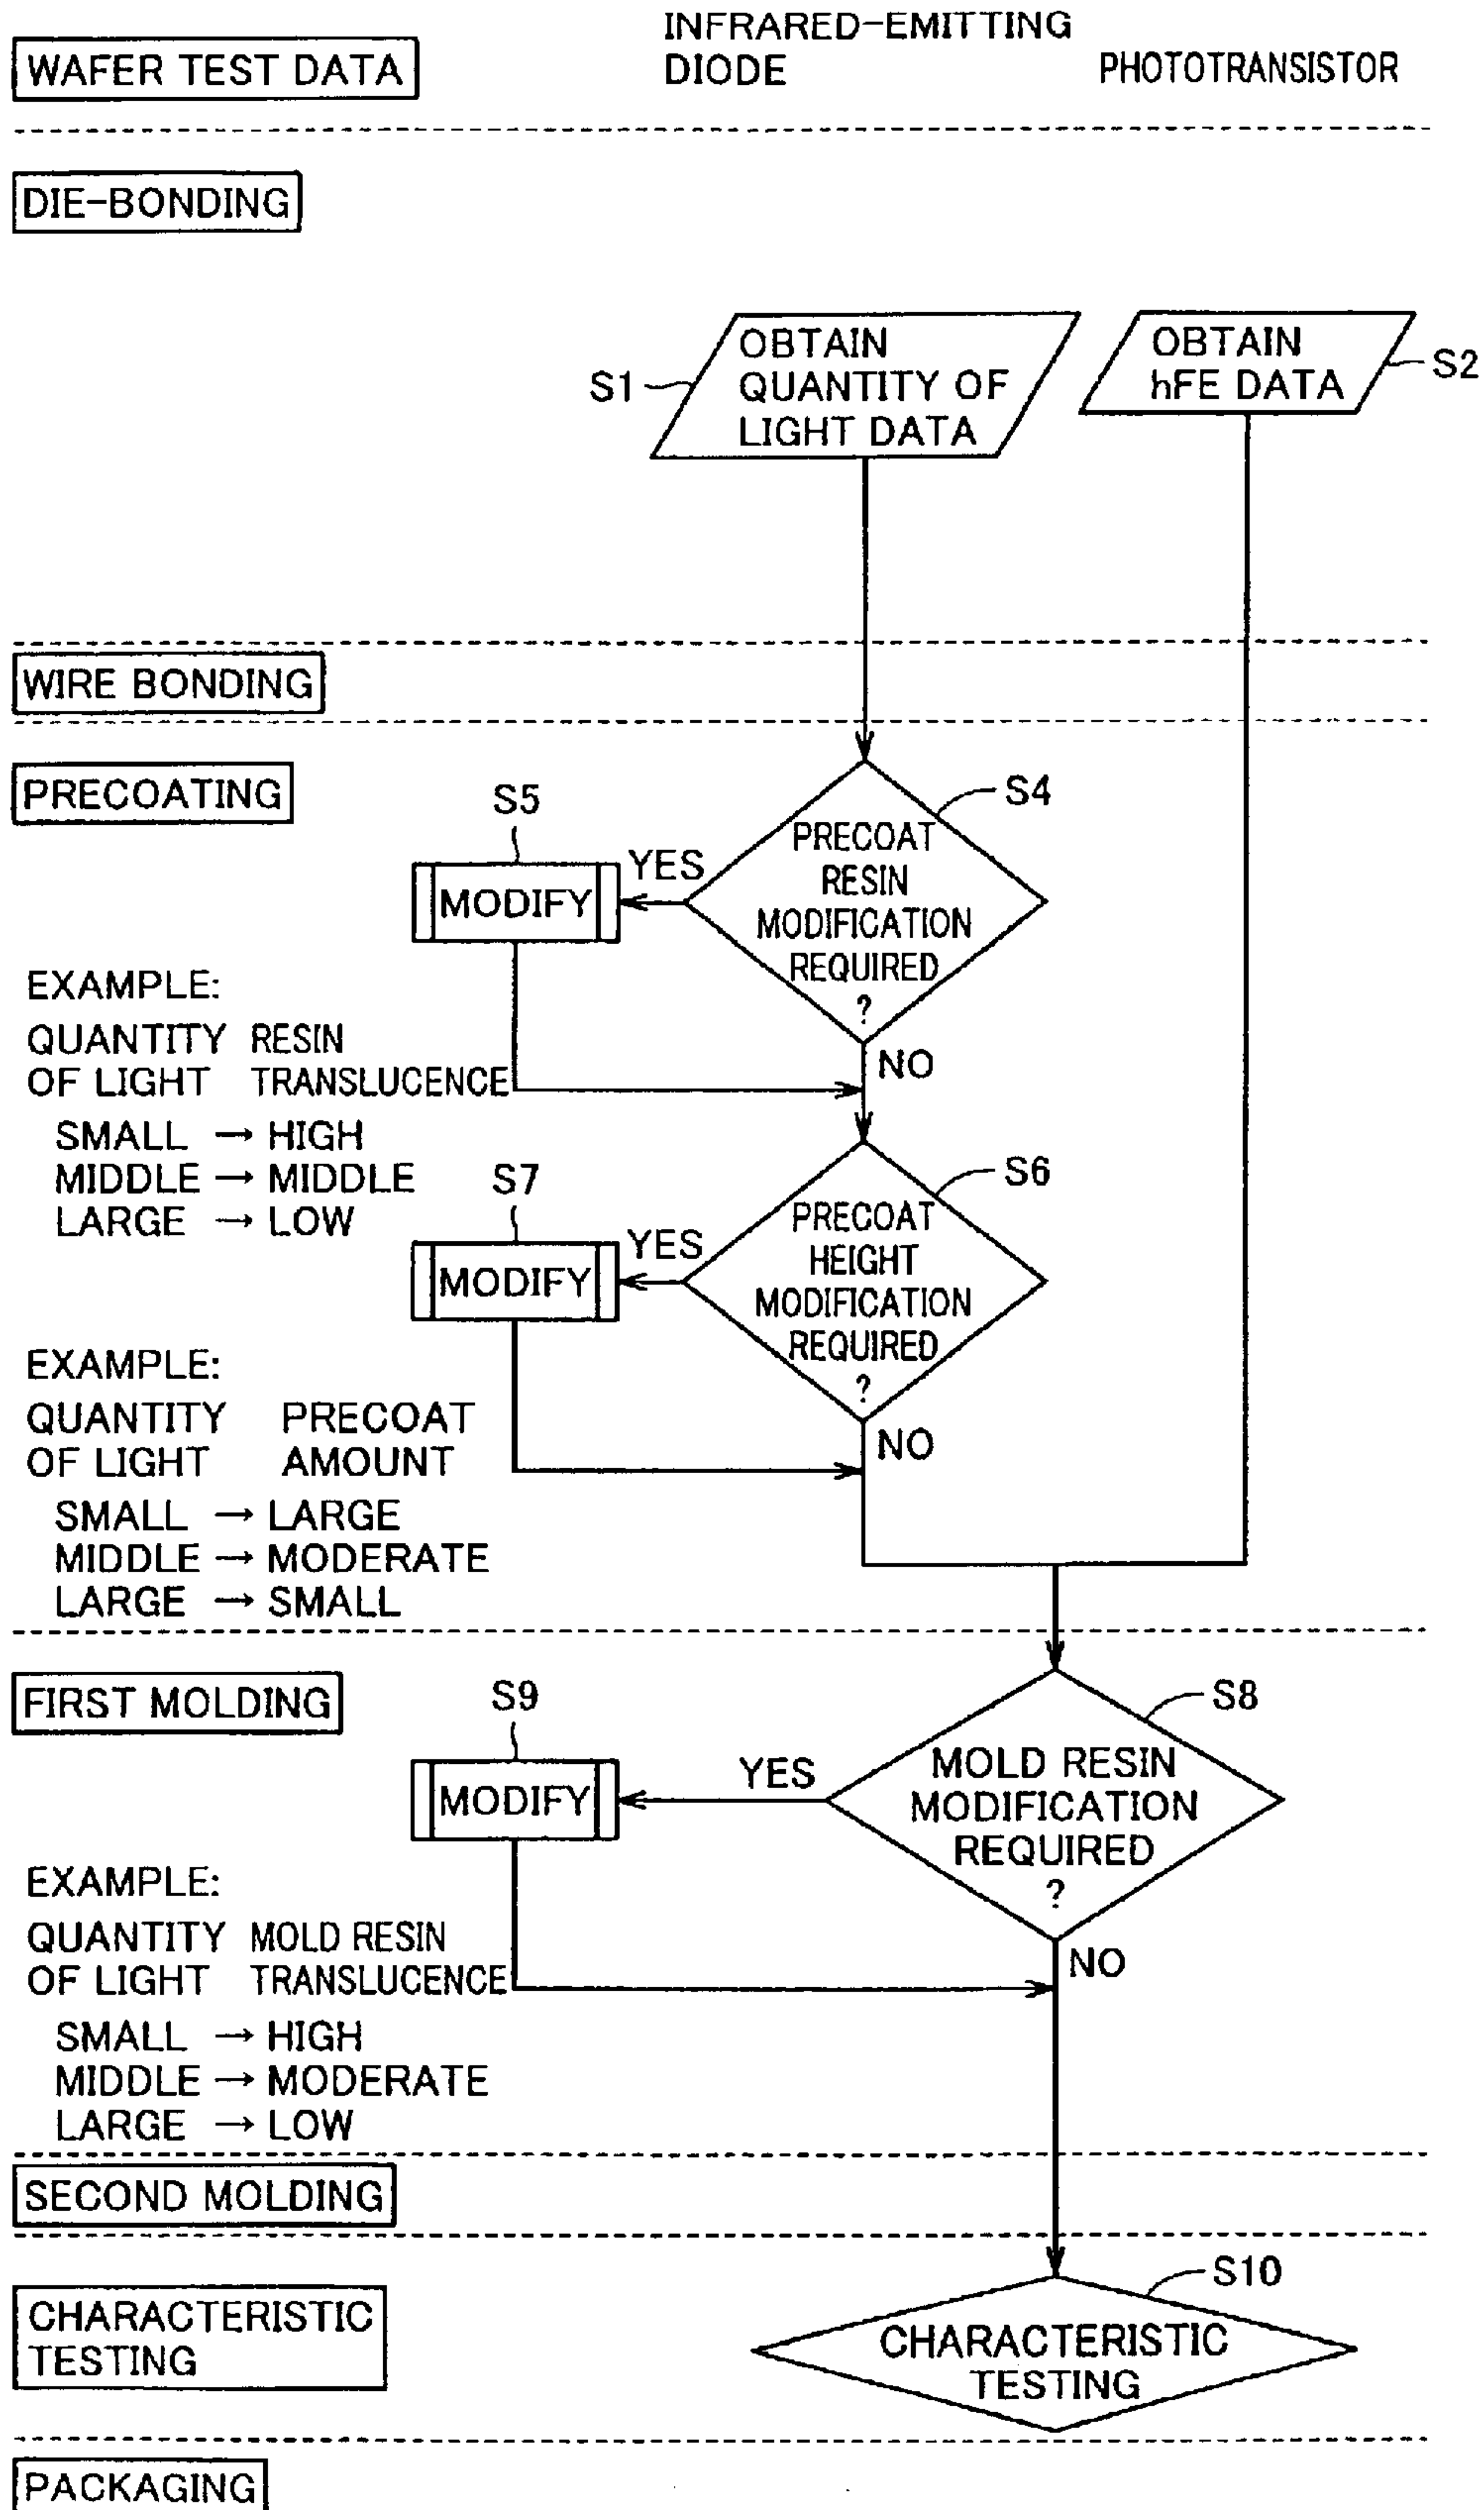 INFRARED-EMITTING
DIODE
WAFER TEST DATA
PHOTOTRANSISTOR
DIE-BONDING
S1
OBTAIN
QUANTITY OF
LIGHT DATA
OBTAIN
hFE DATA
S2
WIRE BONDING
PRECOATING
S5
MODIFY
YES
S4
PRECOAT
RESIN
MODIFICATION
REQUIRED
?
NO
EXAMPLE:
QUANTITY RESIN
OF LIGHT TRANSLUCENCE
SMALL → HIGH
MIDDLE → MIDDLE
LARGE → LOW
S7
MODIFY
YES
S6
PRECOAT
HEIGHT
MODIFICATION
REQUIRED
?
NO
EXAMPLE:
QUANTITY PRECOAT
OF LIGHT AMOUNT
SMALL → LARGE
MIDDLE → MODERATE
LARGE → SMALL
FIRST MOLDING
S9
MODIFY
YES
S8
MOLD RESIN
MODIFICATION
REQUIRED
?
NO
EXAMPLE:
QUANTITY MOLD RESIN
OF LIGHT TRANSLUCENCE
SMALL → HIGH
MIDDLE → MODERATE
LARGE → LOW
SECOND MOLDING
CHARACTERISTIC
TESTING
S10
CHARACTERISTIC
TESTING
PACKAGING